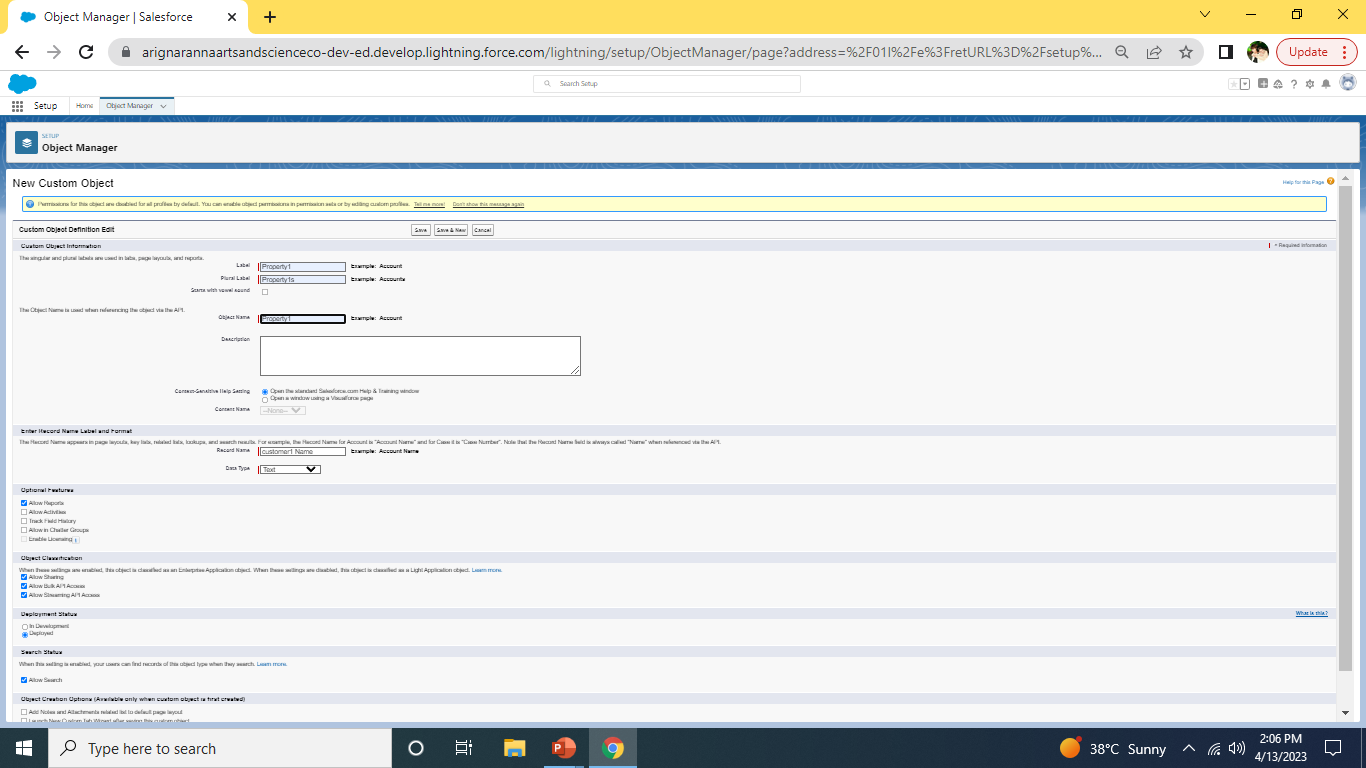 Object Manager | Salesforce
arignarannaartsandscienceco-dev-ed.develop.lightning.force.com/lightning/setup/ObjectManager/page?address=%2F01I%2Fe%3FretURL%3D%2Fsetup%...
Update
Search Setup
Setup
Home
Object Manager
SETUP
Object Manager
New Custom Object
Help for this Page
Permissions for this object are disabled for all profiles by default. You can enable object permissions in permission sets or by editing custom profiles. Tell me more! Don't show this message again
Custom Object Definition Edit
Save
Save & New
Cancel
Custom Object Information
= Required Information
The singular and plural labels are used in tabs, page layouts, and reports.
Label Property1 Example: Account
Plural Label Property1s Example: Accounts
Starts with vowel sound
The Object Name is used when referencing the object via the API.
Object Name Property1 Example: Account
Description
Context-Sensitive Help Setting
Open the standard Salesforce.com Help & Training window
Open a window using a Visualforce page
Content Name --None--
Enter Record Name Label and Format
The Record Name appears in page layouts, key lists, related lists, lookups, and search results. For example, the Record Name for Account is "Account Name" and for Case it is "Case Number". Note that the Record Name field is always called "Name" when referenced via the API.
Record Name customer1 Name Example: Account Name
Data Type Text
Optional Features
Allow Reports
Allow Activities
Track Field History
Allow in Chatter Groups
Enable Licensing
Object Classification
When these settings are enabled, this object is classified as an Enterprise Application object. When these settings are disabled, this object is classified as a Light Application object. Learn more.
Allow Sharing
Allow Bulk API Access
Allow Streaming API Access
Deployment Status
What is this?
In Development
Deployed
Search Status
When this setting is enabled, your users can find records of this object type when they search. Learn more.
Allow Search
Object Creation Options (Available only when custom object is first created)
Add Notes and Attachments related list to default page layout
Launch New Custom Tab Wizard after saving this custom object
Type here to search
38°C Sunny
2:06 PM
4/13/2023